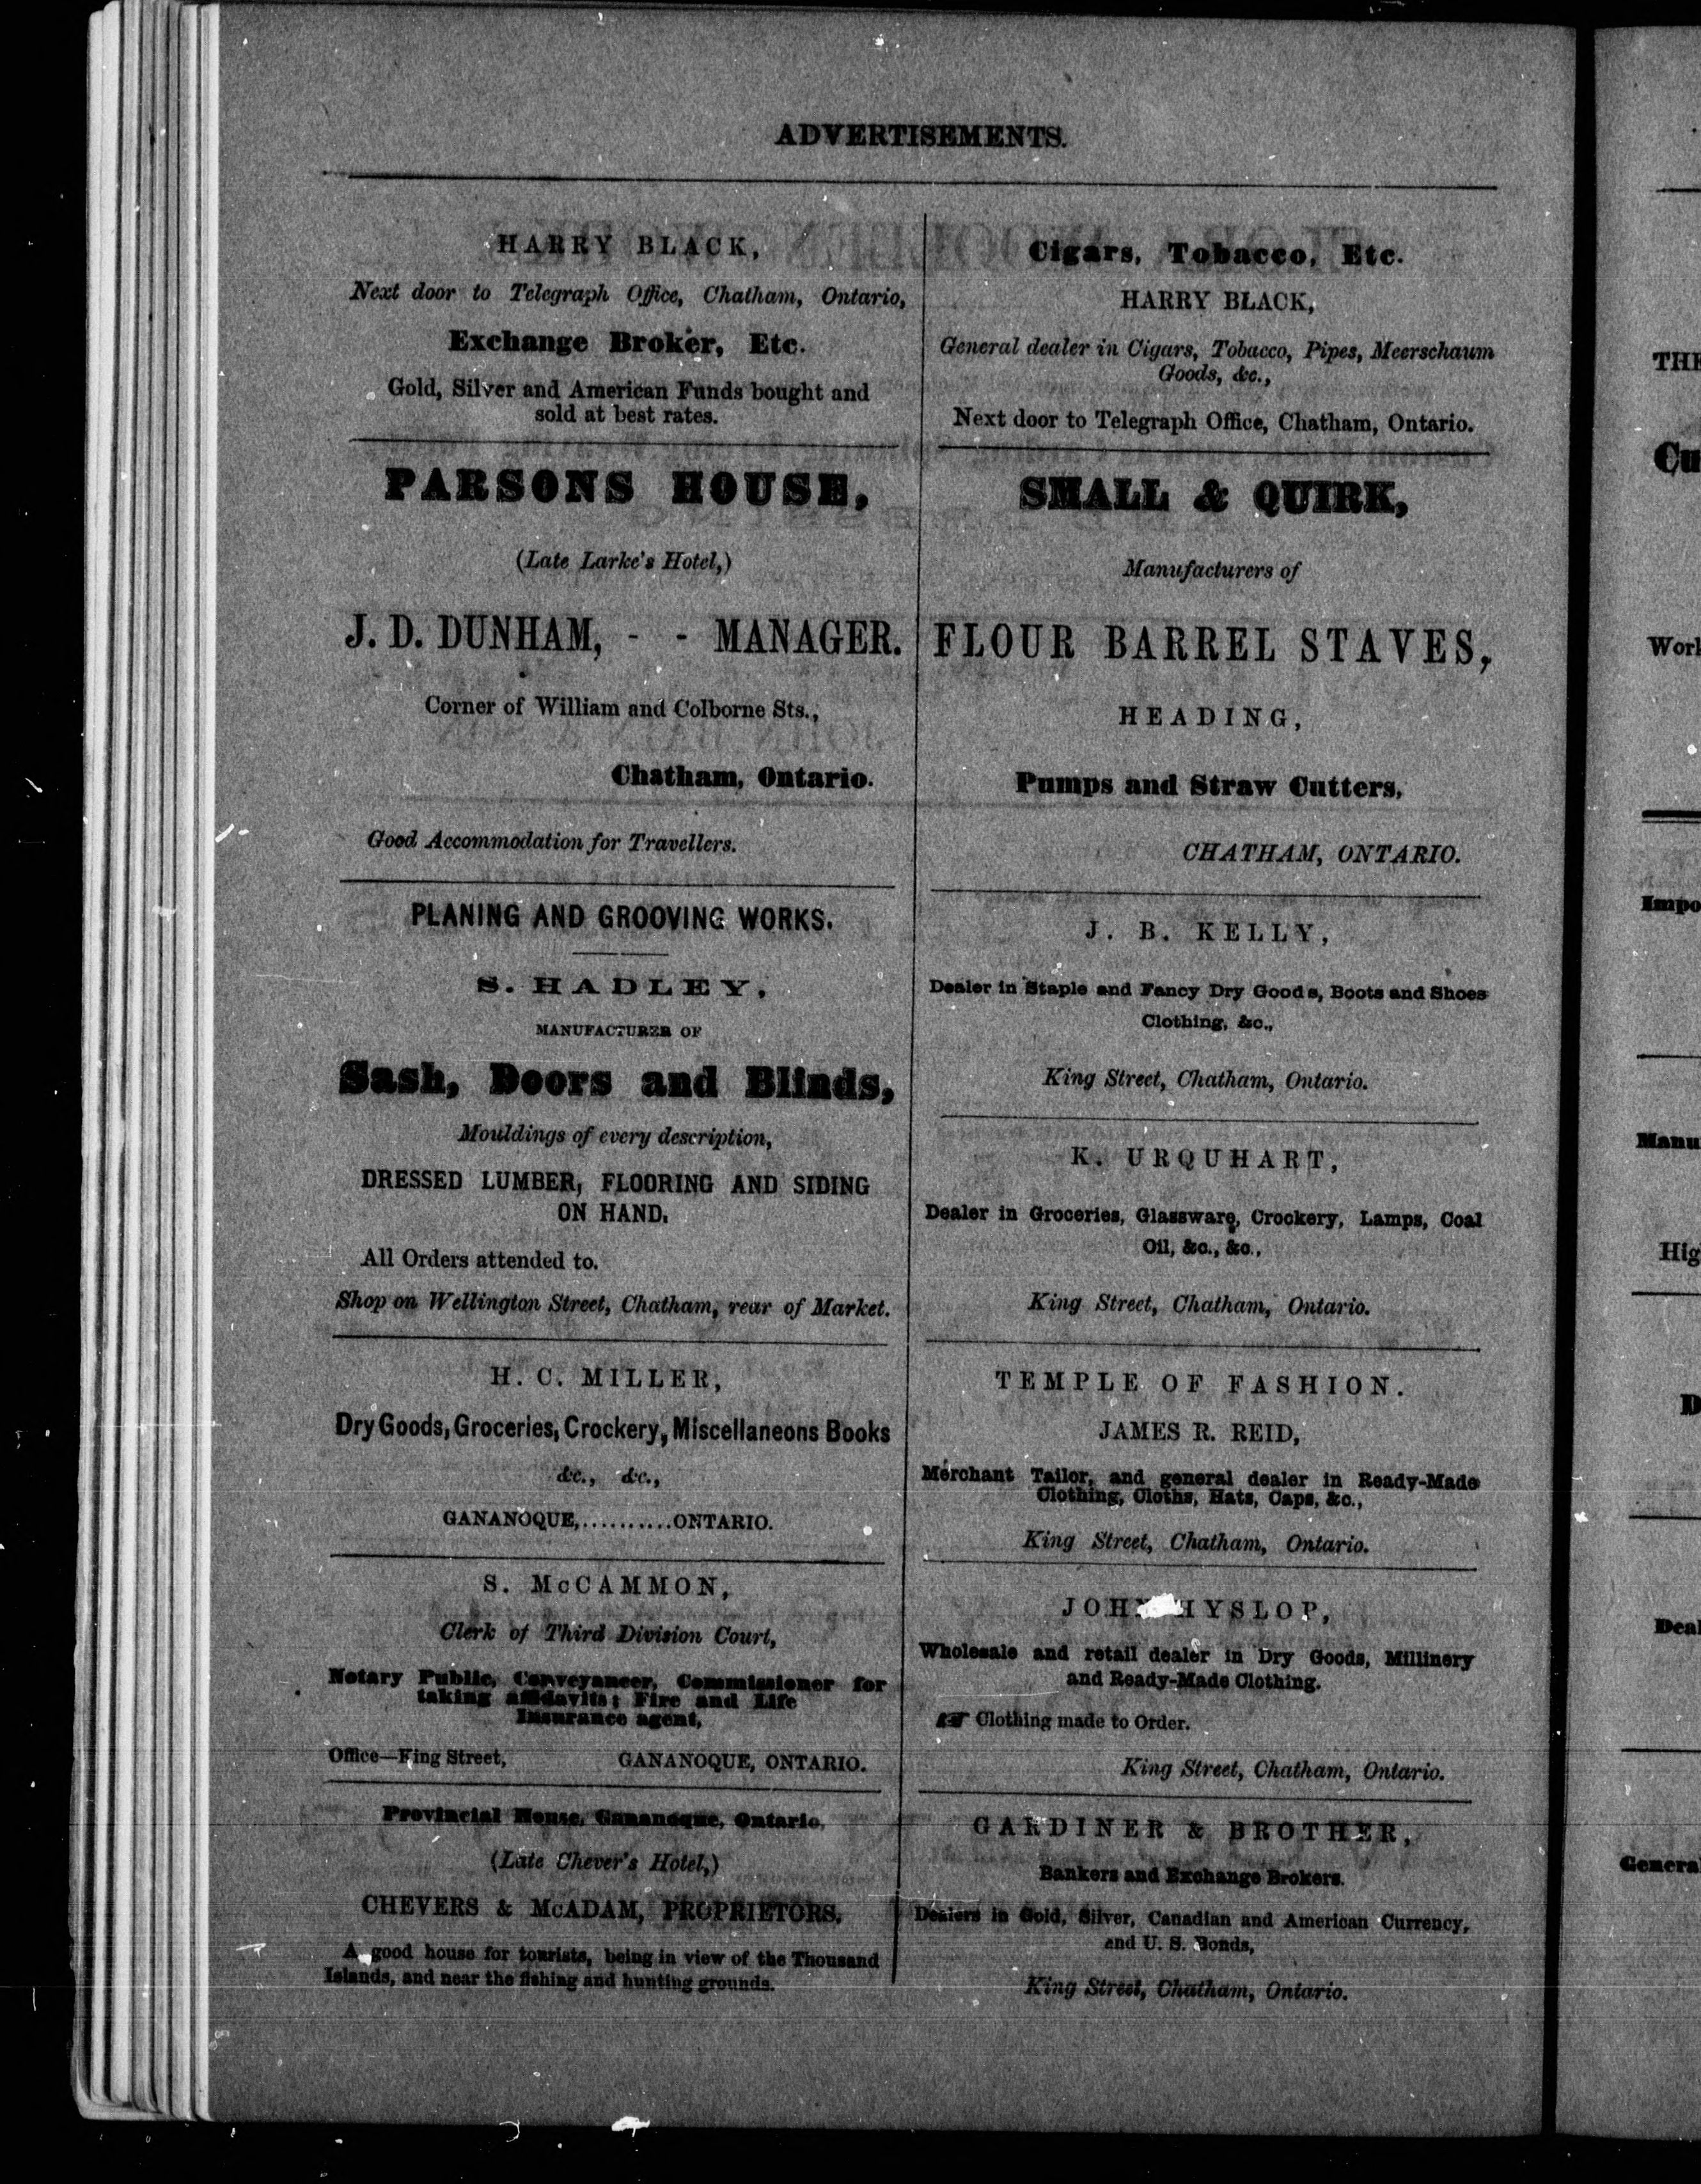 ADVERTISEMENTS.
HARRY BLACK,
Next door to Telegraph Office, Chatham, Ontario,
Exchange Broker, Etc.
Gold, Silver and American Funds bought and
sold at best rates.
PARSONS HOUSE,
(Late Larke's Hotel,)
J. D. DUNHAM, - - MANAGER.
Corner of William and Colborne Sts.,
Chatham, Ontario.
Good Accommodation for Travellers.
PLANING AND GROOVING WORKS.
S. HADLEY,
MANUFACTURER OF
Sash, Doors and Blinds,
Mouldings of every description,
DRESSED LUMBER, FLOORING AND SIDING
ON HAND.
All Orders attended to.
Shop on Wellington Street, Chatham, rear of Market.
H. C. MILLER,
Dry Goods, Groceries, Crockery, Miscellaneons Books
&c., &c.,
GANANOQUE,..........ONTARIO.
S. McCAMMON,
Clerk of Third Division Court,
Notary Public, Conveyancer, Commissioner for
taking affidavits; Fire and Life
Insurance agent,
Office—King Street, GANANOQUE, ONTARIO.
Provincial House, Gananoque, Ontario,
(Late Chever's Hotel,)
CHEVERS & McADAM, PROPRIETORS.
A good house for tourists, being in view of the Thousand
Islands, and near the fishing and hunting grounds.
Cigars, Tobacco, Etc.
HARRY BLACK,
General dealer in Cigars, Tobacco, Pipes, Meerschaum
Goods, &c.,
Next door to Telegraph Office, Chatham, Ontario.
SMALL & QUIRK,
Manufacturers of
FLOUR BARREL STAVES,
HEADING,
Pumps and Straw Cutters,
CHATHAM, ONTARIO.
J. B. KELLY,
Dealer in Staple and Fancy Dry Goods, Boots and Shoes
Clothing, &c.,
King Street, Chatham, Ontario.
K. URQUHART,
Dealer in Groceries, Glassware, Crockery, Lamps, Coal
Oil, &c., &c.,
King Street, Chatham, Ontario.
TEMPLE OF FASHION.
JAMES R. REID,
Merchant Tailor, and general dealer in Ready-Made
Clothing, Cloths, Hats, Caps, &c.,
King Street, Chatham, Ontario.
JOHN HYSLOP,
Wholesale and retail dealer in Dry Goods, Millinery
and Ready-Made Clothing.
☞ Clothing made to Order.
King Street, Chatham, Ontario.
GARDINER & BROTHER,
Bankers and Exchange Brokers.
Dealers in Gold, Silver, Canadian and American Currency,
and U. S. Bonds,
King Street, Chatham, Ontario.